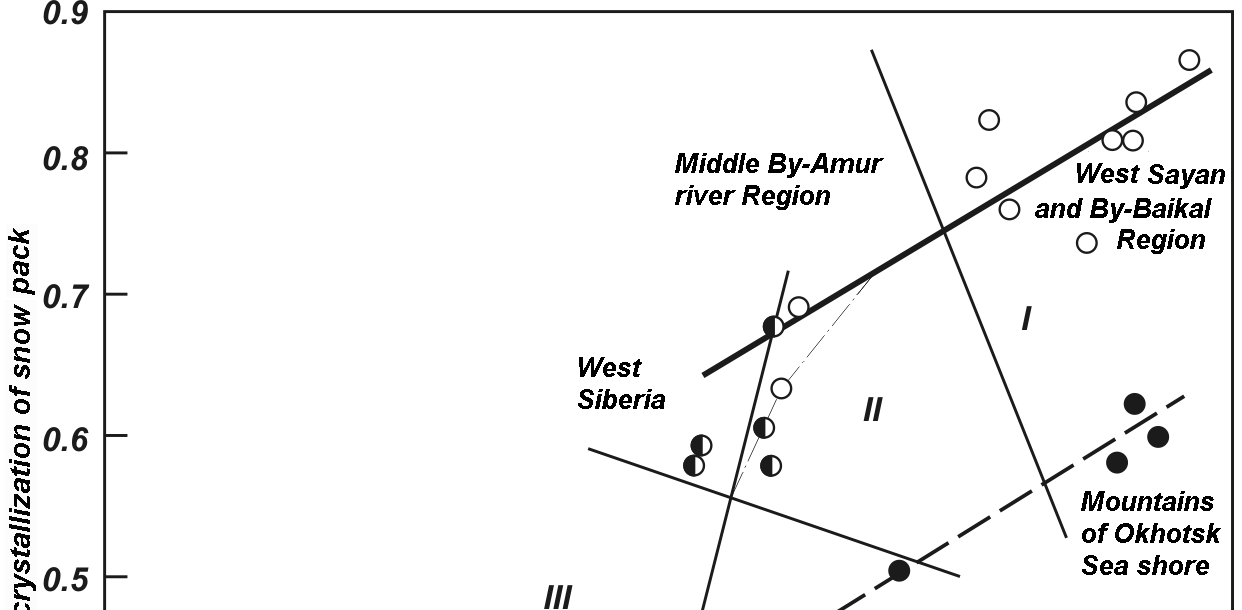 0.9
0.8
0.7
0.6
0.5
crystallization of snow pack
Middle By-Amur
river Region
West Sayan
and By-Baikal
Region
I
West
Siberia
II
Mountains
of Okhotsk
Sea shore
III